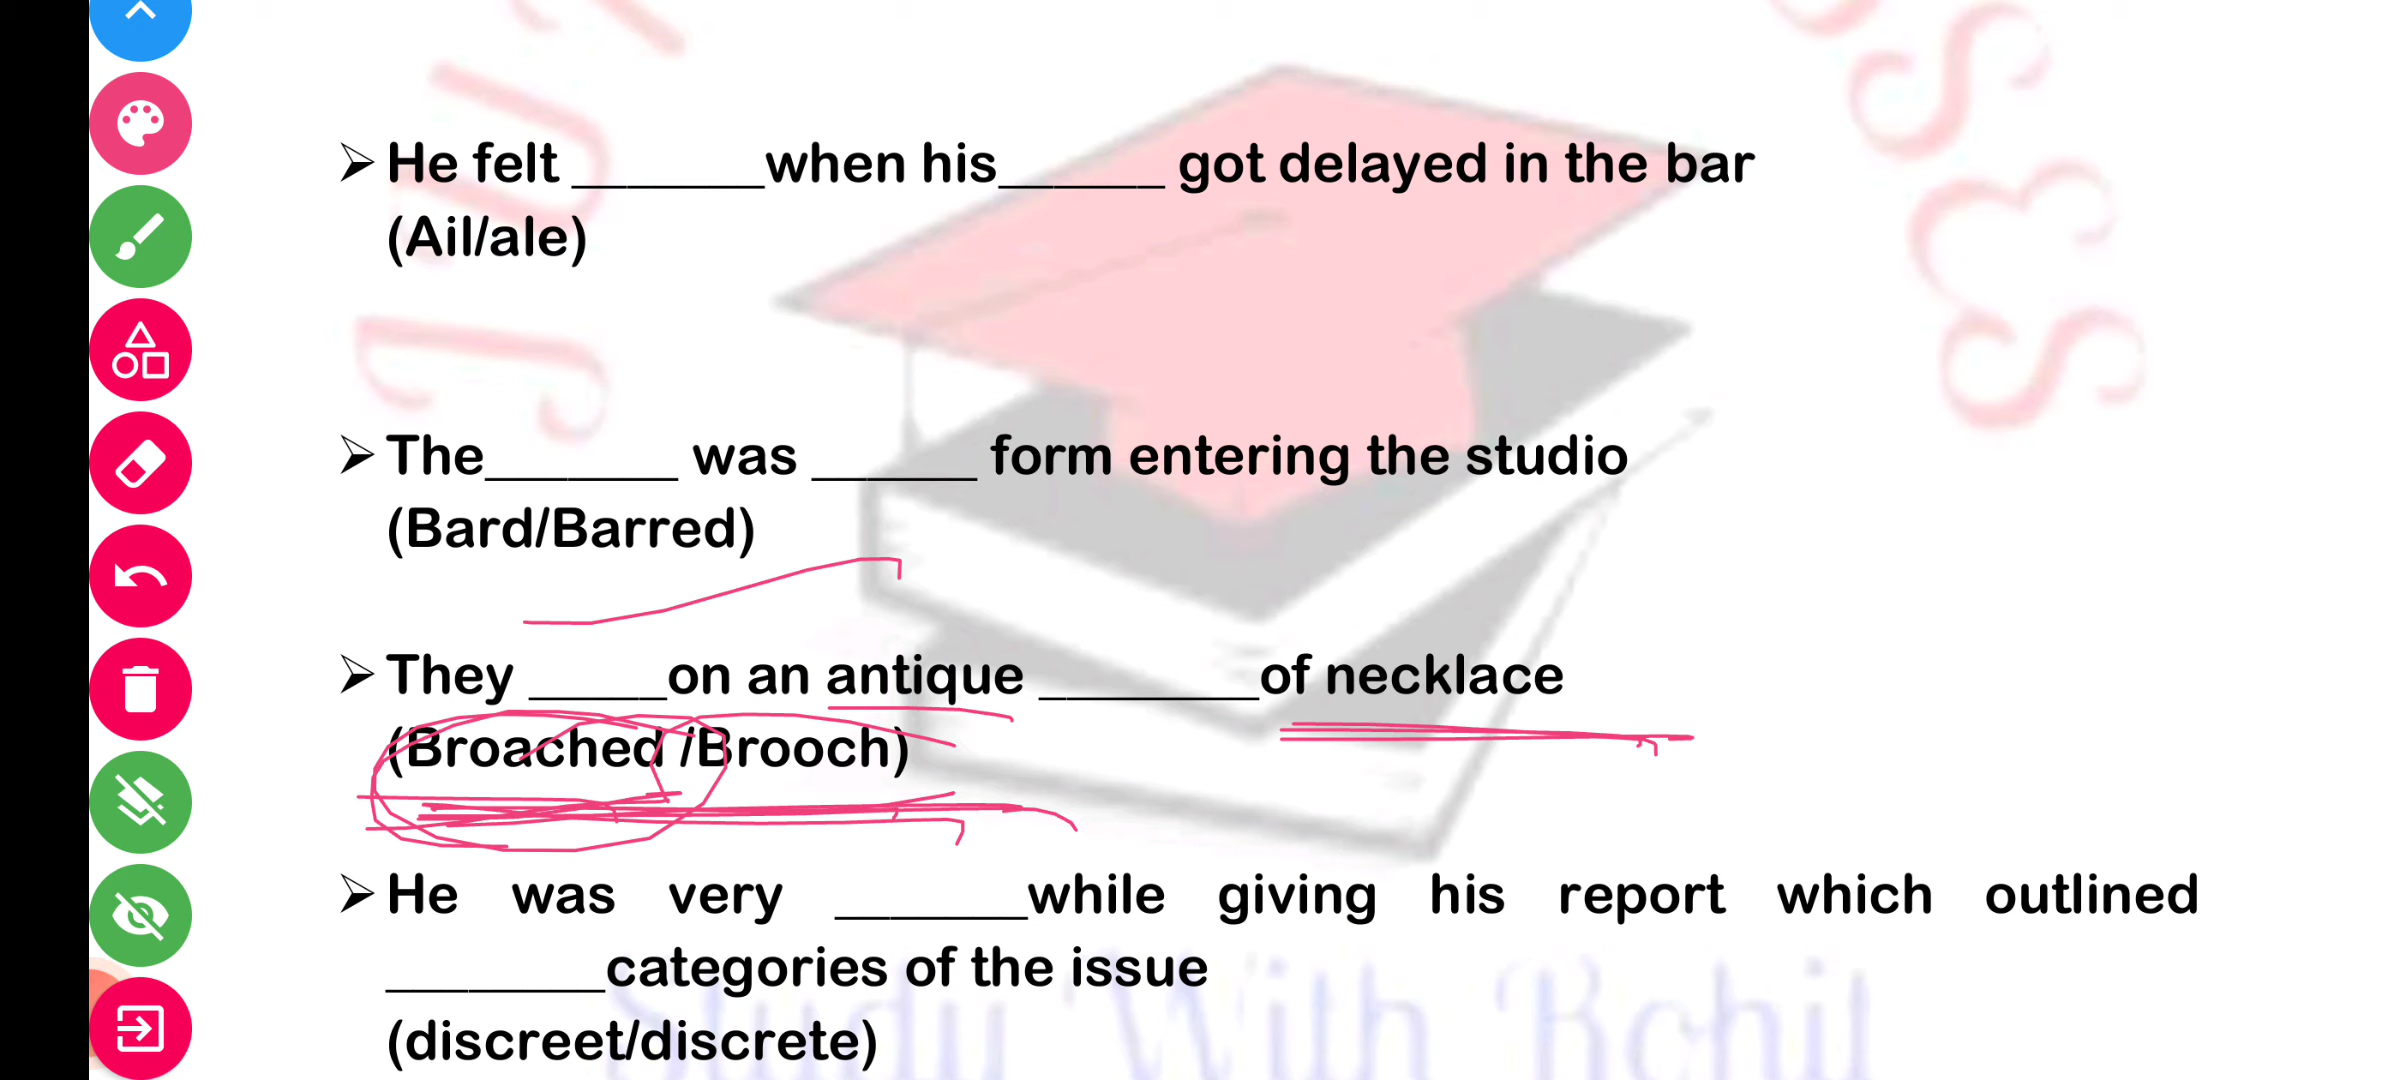 ➢ He felt _______when his______ got delayed in the bar
(Ail/ale)
➢ The_______ was ______ form entering the studio
(Bard/Barred)
➢ They _____on an antique ________of necklace
(Broached /Brooch)
➢ He was very _______while giving his report which outlined
________categories of the issue
(discreet/discrete)
Study With